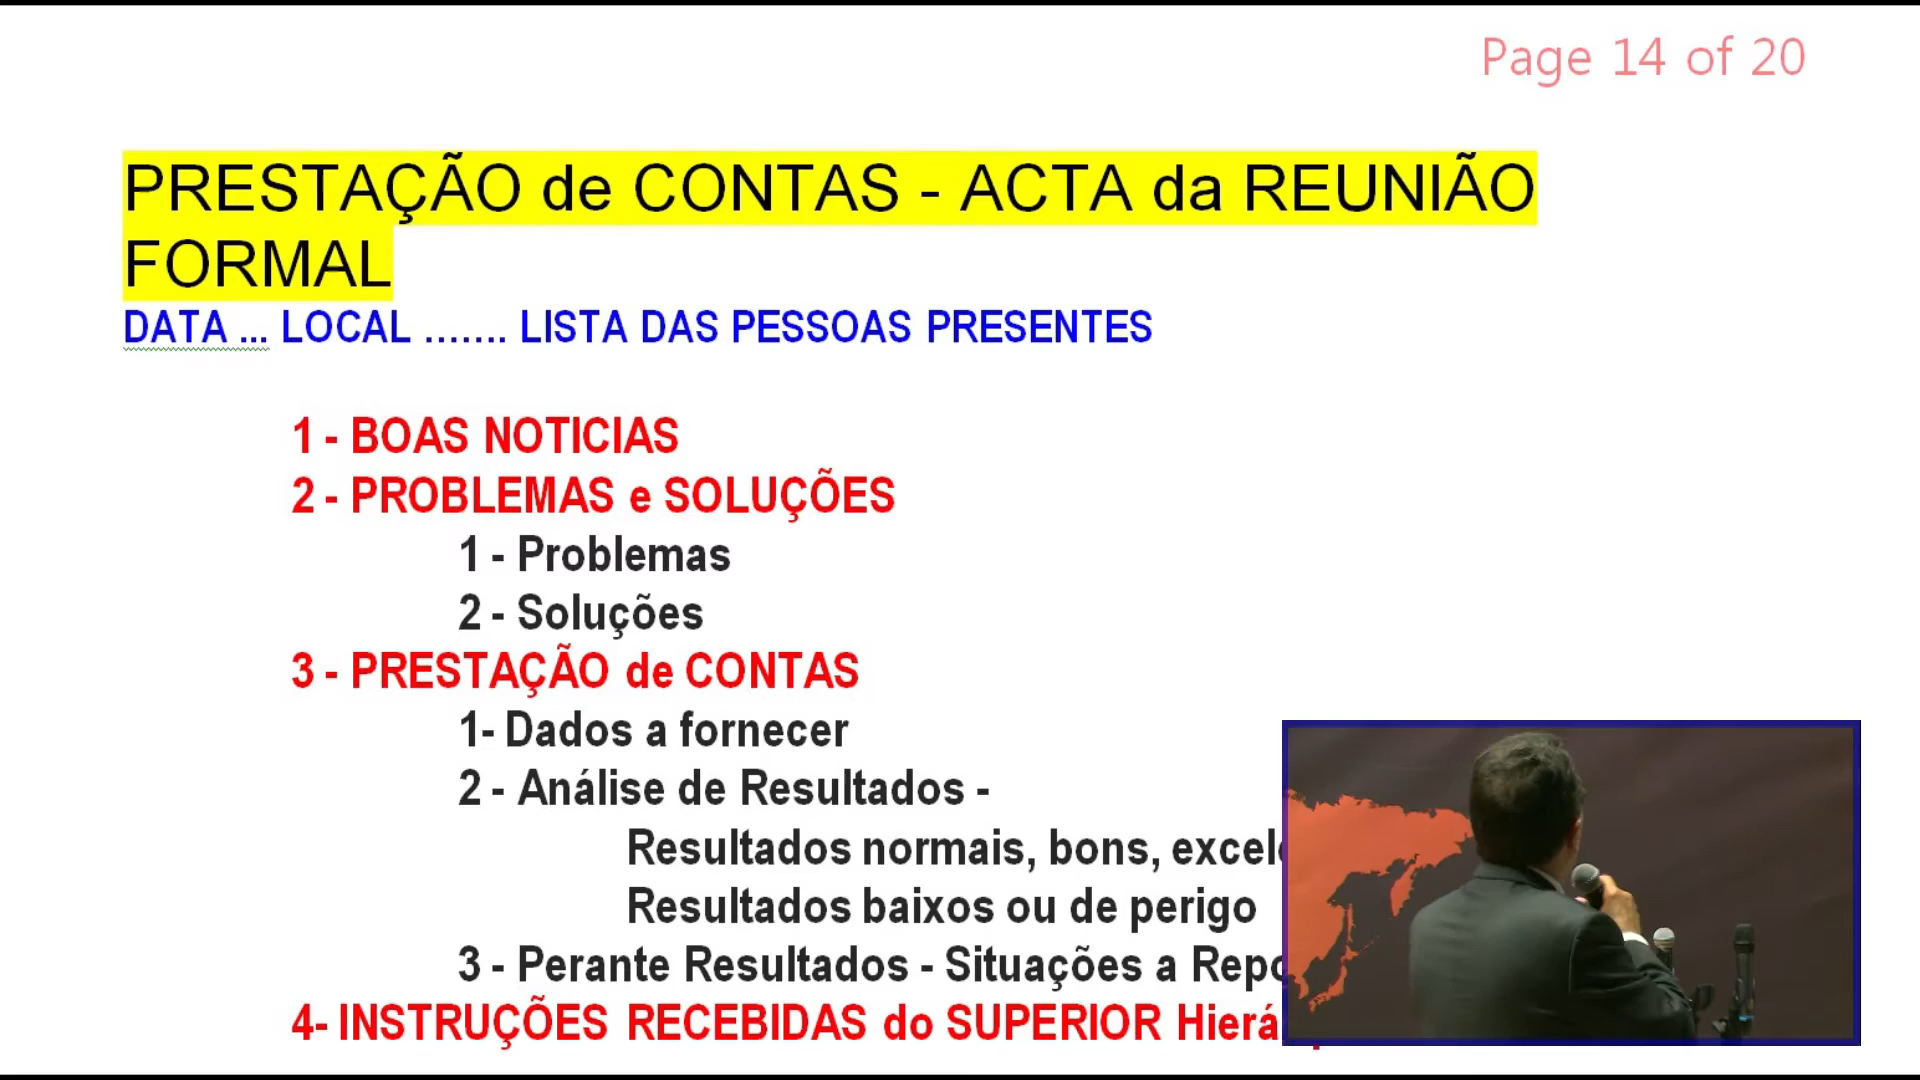 Page 14 of 20
PRESTAÇÃO de CONTAS - ACTA da REUNIÃO
FORMAL
DATA ... LOCAL ....... LISTA DAS PESSOAS PRESENTES
1 - BOAS NOTICIAS
2 - PROBLEMAS e SOLUÇÕES
1 - Problemas
2 - Soluções
3 - PRESTAÇÃO de CONTAS
1- Dados a fornecer
2 - Análise de Resultados -
Resultados normais, bons,
Resultados baixos ou de perigo
3 - Perante Resultados - Situações a
4- INSTRUÇÕES RECEBIDAS do SUPERIOR